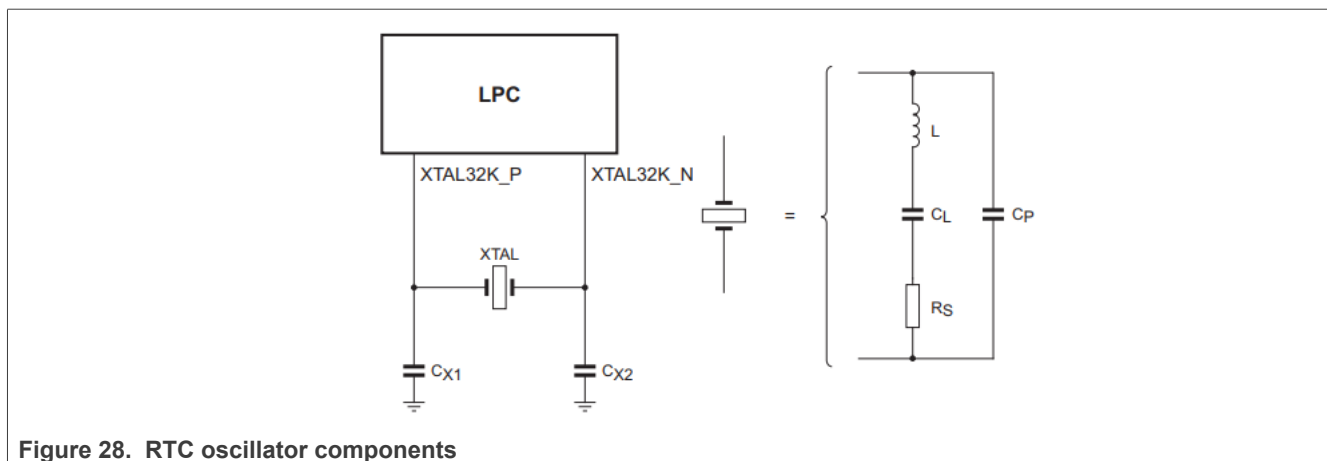 LPC
XTAL32K_P
XTAL32K_N
XTAL
CX1
CX2
=
L
CL
CP
RS
Figure 28. RTC oscillator components